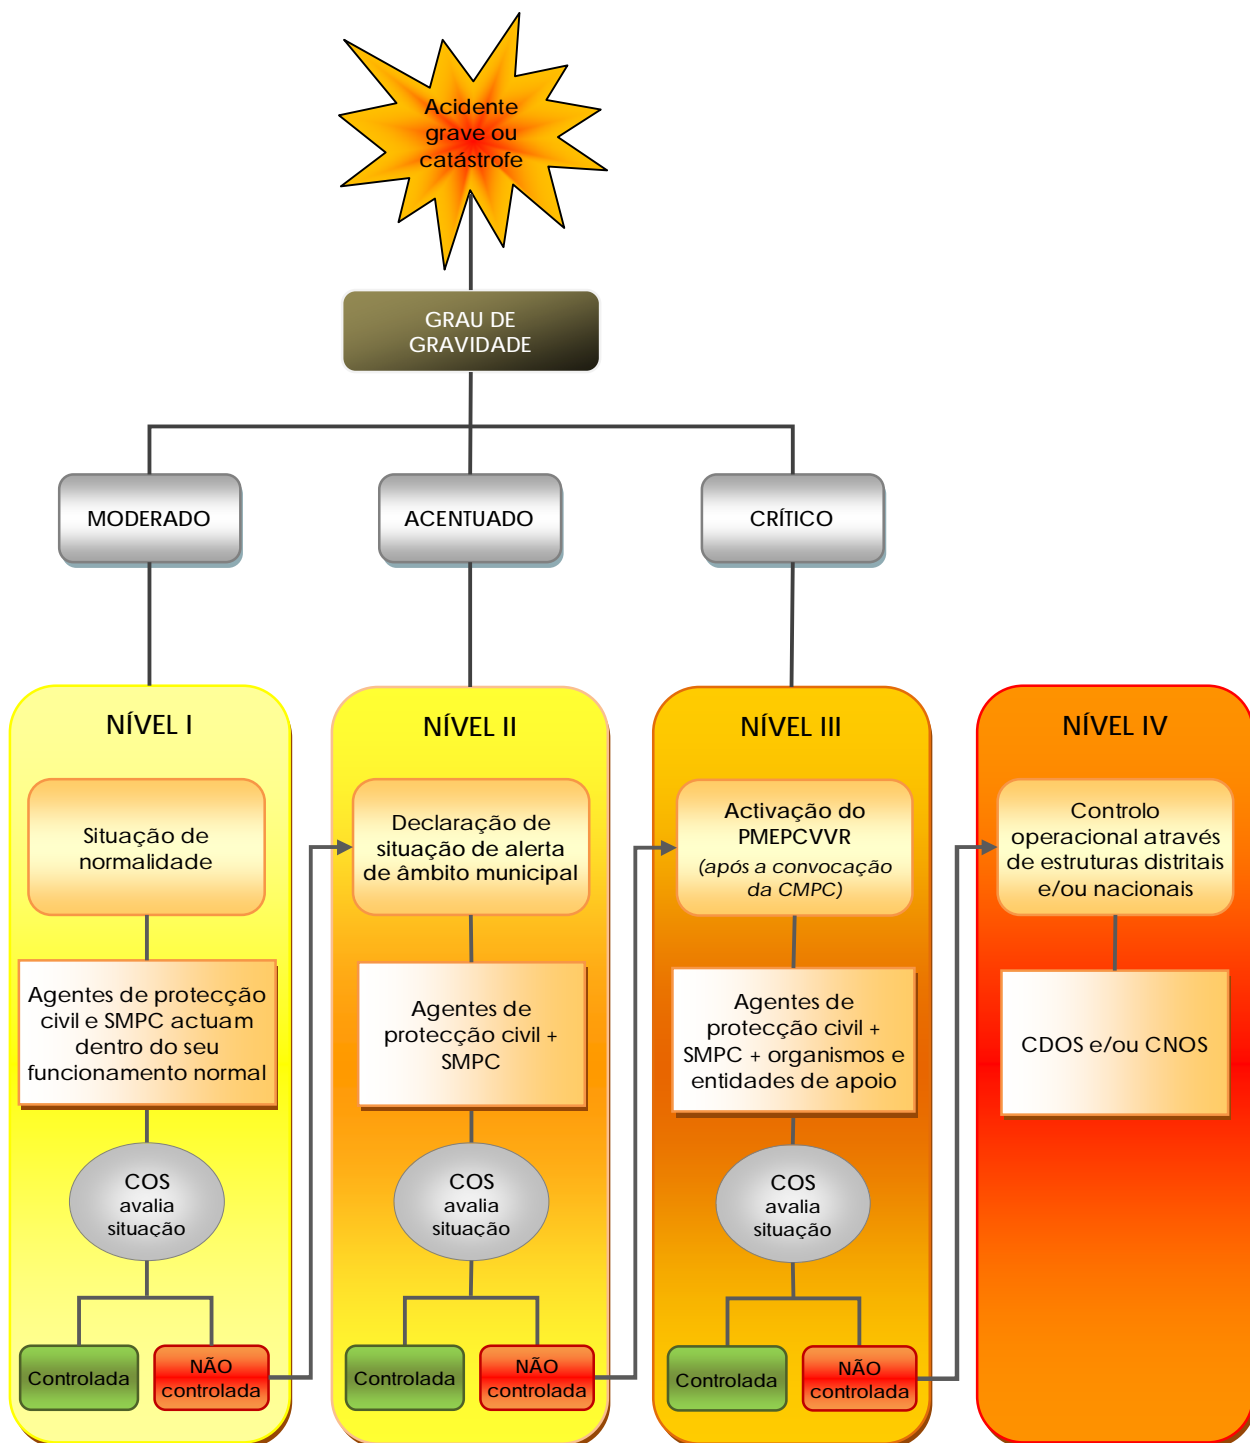 Acidente
grave ou
catástrofe
GRAU DE
GRAVIDADE
MODERADO
ACENTUADO
CRÍTICO
NÍVEL I
Situação de
normalidade
Agentes de protecção
civil e SMPC actuam
dentro do seu
funcionamento normal
COS
avalia
situação
Controlada
NÃO
controlada
NÍVEL II
Declaração de
situação de alerta
de âmbito municipal
Agentes de
protecção civil +
SMPC
COS
avalia
situação
Controlada
NÃO
controlada
NÍVEL III
Activação do
PMEPCVVR
(após a convocação
da CMPC)
Agentes de
protecção civil +
SMPC + organismos e
entidades de apoio
COS
avalia
situação
Controlada
NÃO
controlada
NÍVEL IV
Controlo
operacional através
de estruturas distritais
e/ou nacionais
CDOS e/ou CNOS